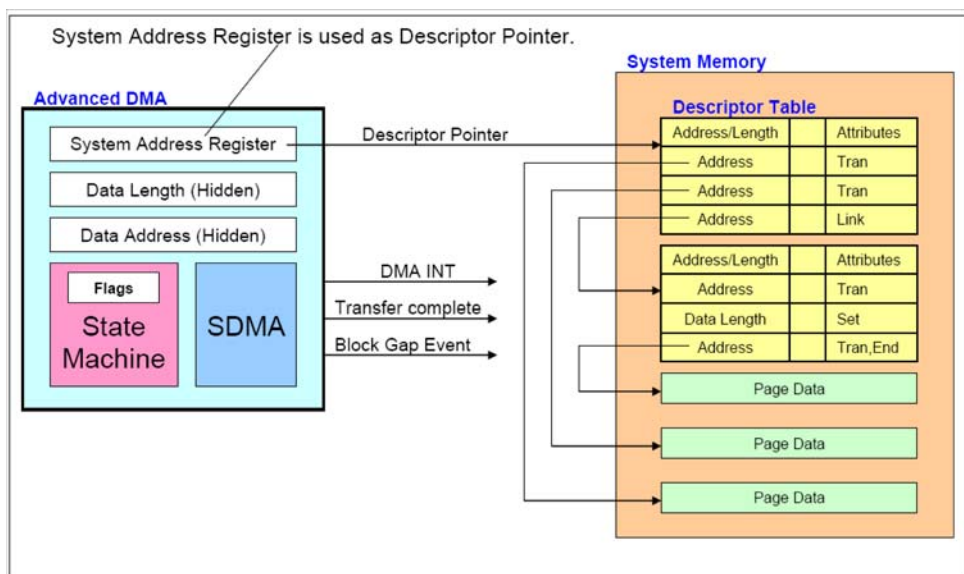 System Address Register is used as Descriptor Pointer.
Advanced DMA
System Address Register
Data Length (Hidden)
Data Address (Hidden)
Flags
State
Machine
SDMA
Descriptor Pointer
DMA INT
Transfer complete
Block Gap Event
System Memory
Descriptor Table
Address/Length Attributes
Address Tran
Address Tran
Address Link
Address/Length Attributes
Address Tran
Data Length Set
Address Tran,End
Page Data
Page Data
Page Data